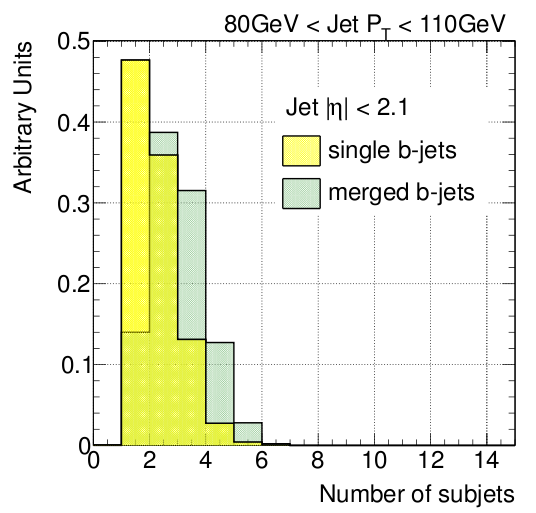 80GeV < Jet P_T < 110GeV
Arbitrary Units
0.5
0.4
0.3
0.2
0.1
0
Jet |η| < 2.1
single b-jets
merged b-jets
0 2 4 6 8 10 12 14
Number of subjets